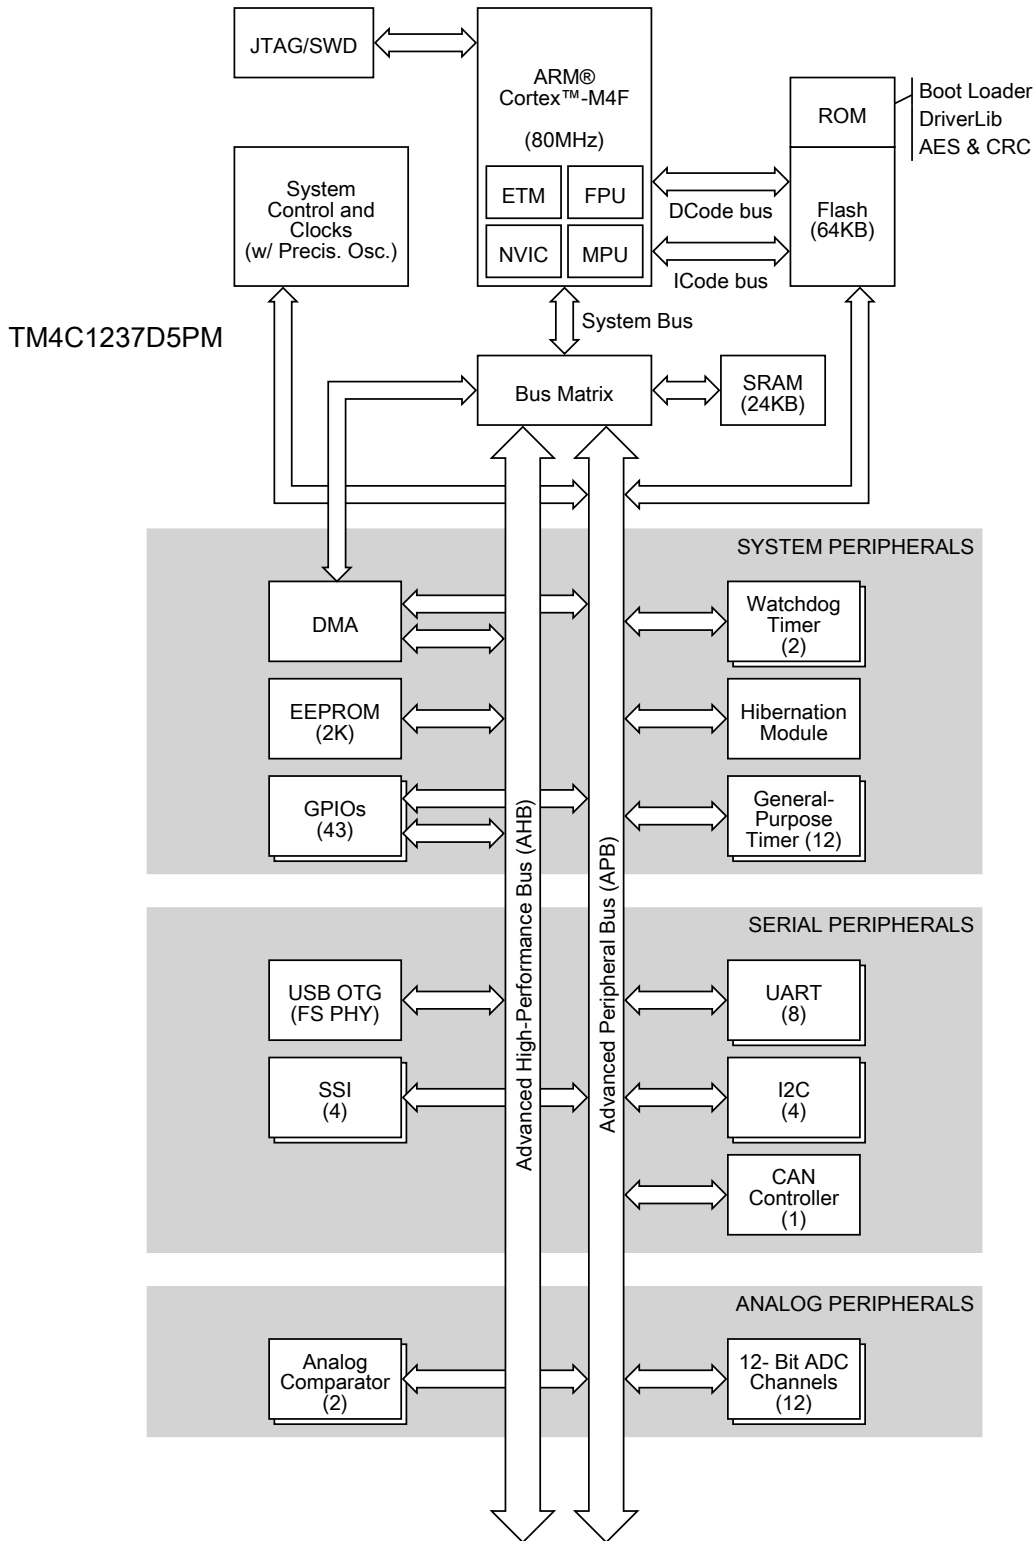 JTAG/SWD
ARM®
Cortex™-M4F
(80MHz)
ETM
FPU
NVIC
MPU
ROM
Boot Loader
DriverLib
AES & CRC
Flash
(64KB)
DCode bus
ICode bus
System
Control and
Clocks
(w/ Precis. Osc.)
TM4C1237D5PM
System Bus
Bus Matrix
SRAM
(24KB)
SYSTEM PERIPHERALS
DMA
Watchdog
Timer
(2)
EEPROM
(2K)
Hibernation
Module
GPIOs
(43)
General-
Purpose
Timer (12)
Advanced High-Performance Bus (AHB)
Advanced Peripheral Bus (APB)
SERIAL PERIPHERALS
USB OTG
(FS PHY)
UART
(8)
SSI
(4)
I2C
(4)
CAN
Controller
(1)
ANALOG PERIPHERALS
Analog
Comparator
(2)
12- Bit ADC
Channels
(12)